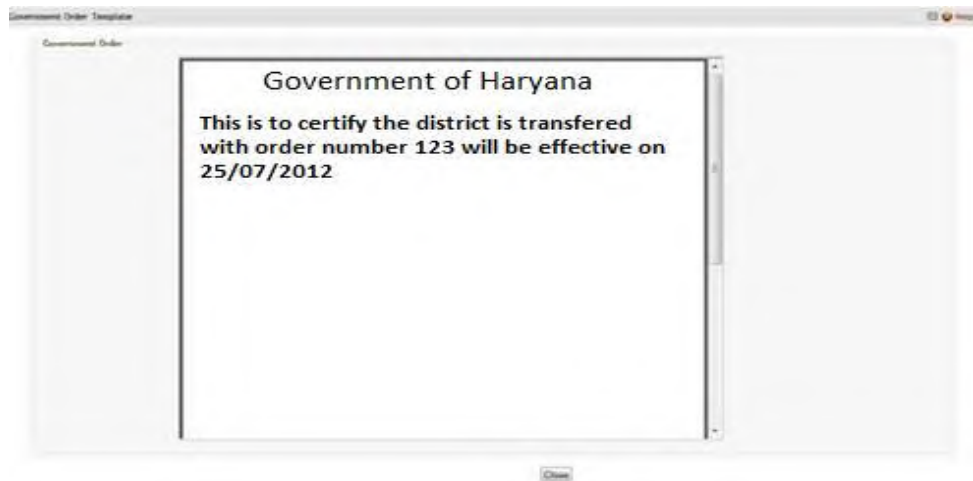 Government Order Template
Help
Government Order
Government of Haryana
This is to certify the district is transfered
with order number 123 will be effective on
25/07/2012
Close